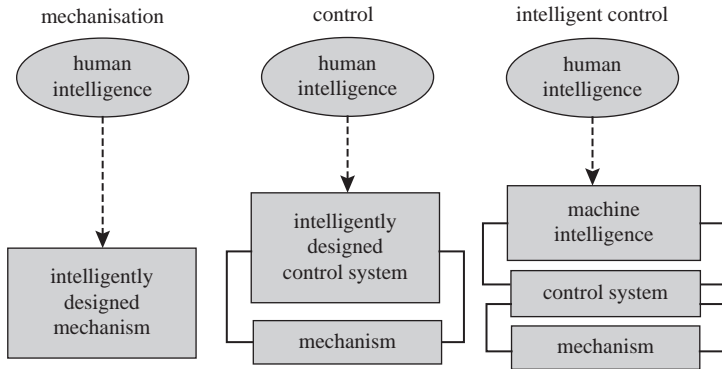 mechanisation
human
intelligence
intelligently
designed
mechanism
control
human
intelligence
intelligently
designed
control system
mechanism
intelligent control
human
intelligence
machine
intelligence
control system
mechanism